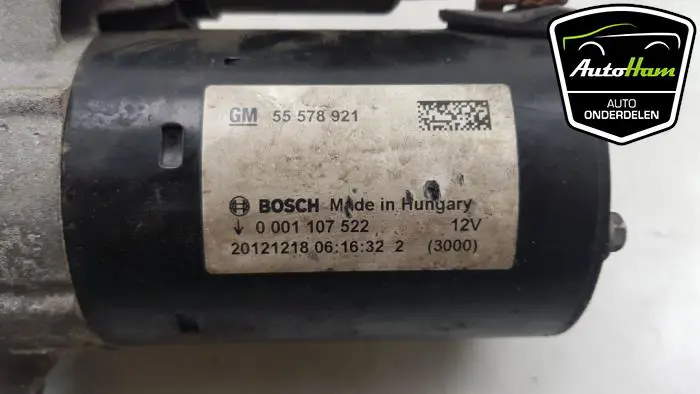 GM 55 578 921
BOSCH Made in Hungary
0 001 107 522 12V
20121218 06:16:32 2 (3000)
AutoHam
AUTO
ONDERDELEN